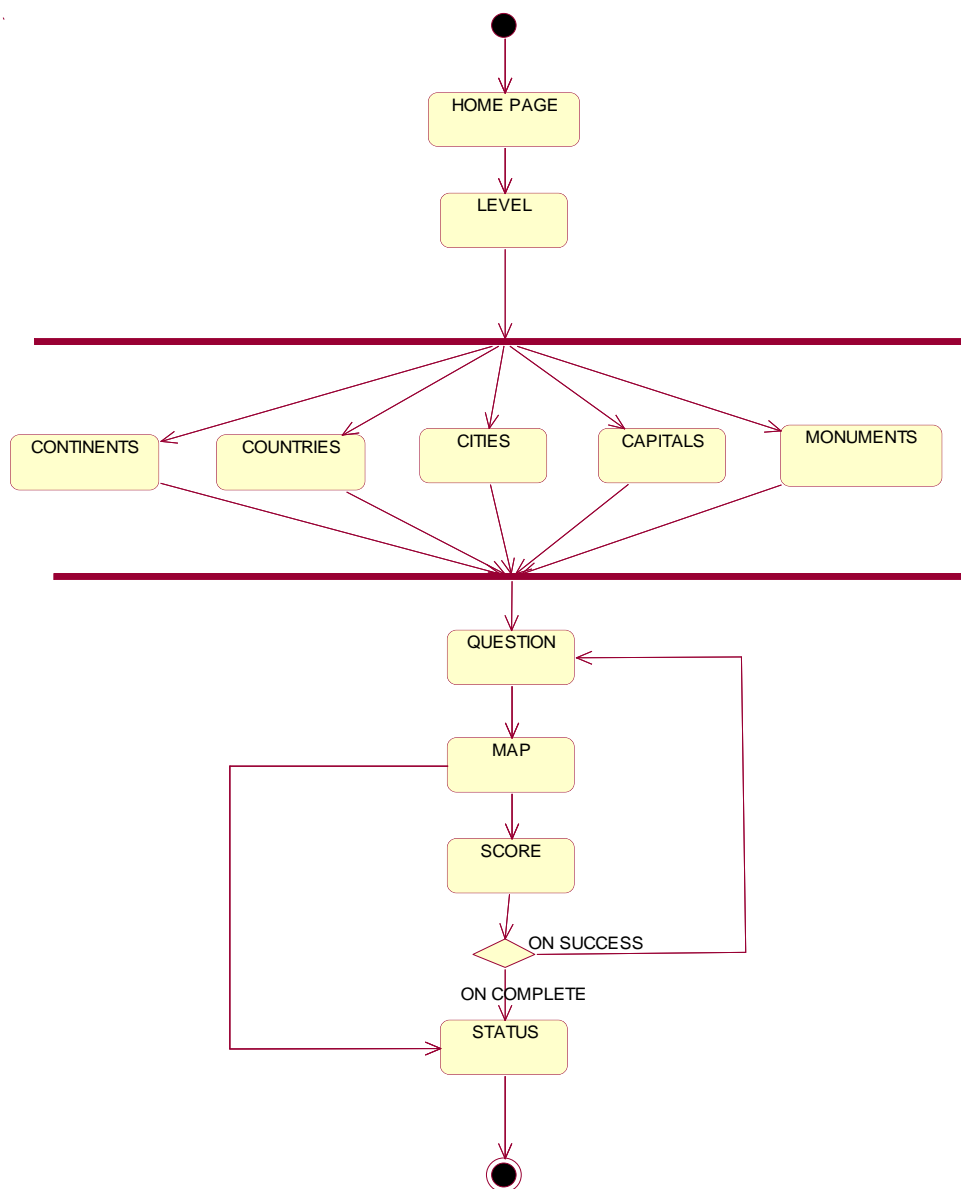 HOME PAGE
LEVEL
CONTINENTS
COUNTRIES
CITIES
CAPITALS
MONUMENTS
QUESTION
MAP
SCORE
ON SUCCESS
ON COMPLETE
STATUS